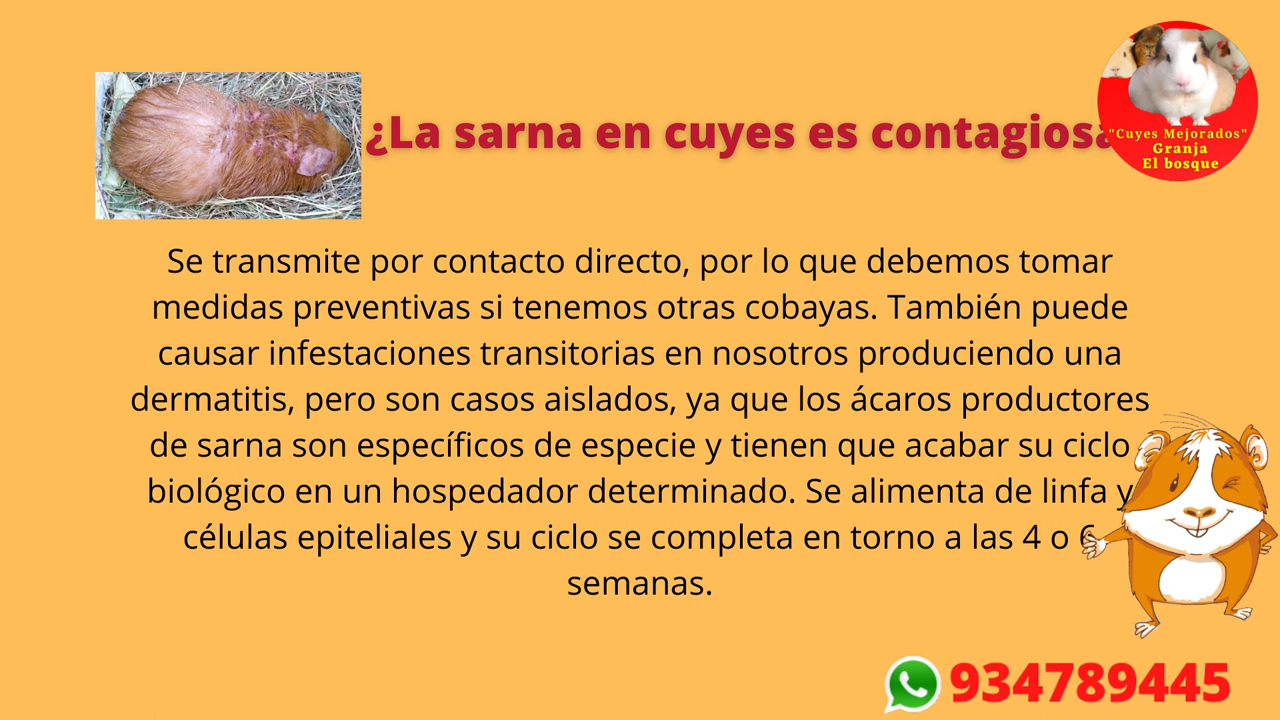 ¿La sarna en cuyes es contagiosa
"Cuyes Mejorados"
Granja
El bosque
Se transmite por contacto directo, por lo que debemos tomar
medidas preventivas si tenemos otras cobayas. También puede
causar infestaciones transitorias en nosotros produciendo una
dermatitis, pero son casos aislados, ya que los ácaros productores
de sarna son específicos de especie y tienen que acabar su ciclo
biológico en un hospedador determinado. Se alimenta de linfa y
células epiteliales y su ciclo se completa en torno a las 4 o 6
semanas.
934789445